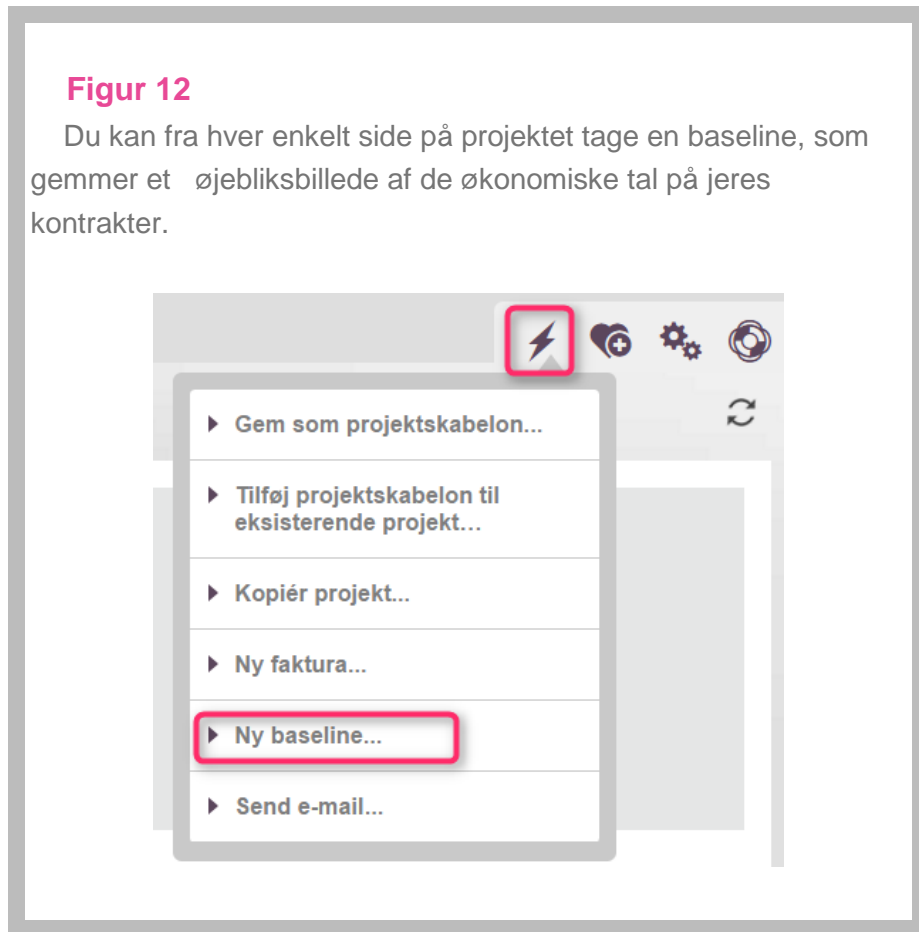 Figur 12
Du kan fra hver enkelt side på projektet tage en baseline, som
gemmer et øjebliksbillede af de økonomiske tal på jeres
kontrakter.
Gem som projektskabelon...
Tilføj projektskabelon til
eksisterende projekt...
Kopiér projekt...
Ny faktura...
Ny baseline...
Send e-mail...